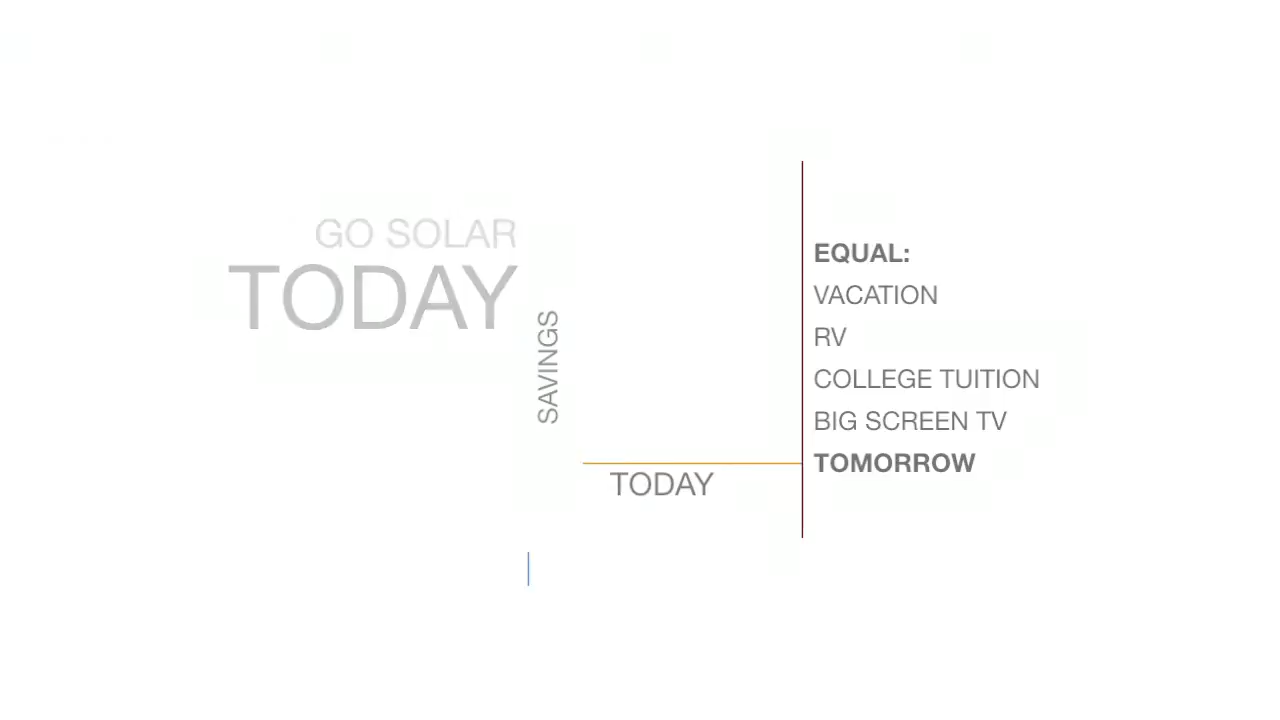 GO SOLAR
TODAY
SAVINGS
TODAY
EQUAL:
VACATION
RV
COLLEGE TUITION
BIG SCREEN TV
TOMORROW